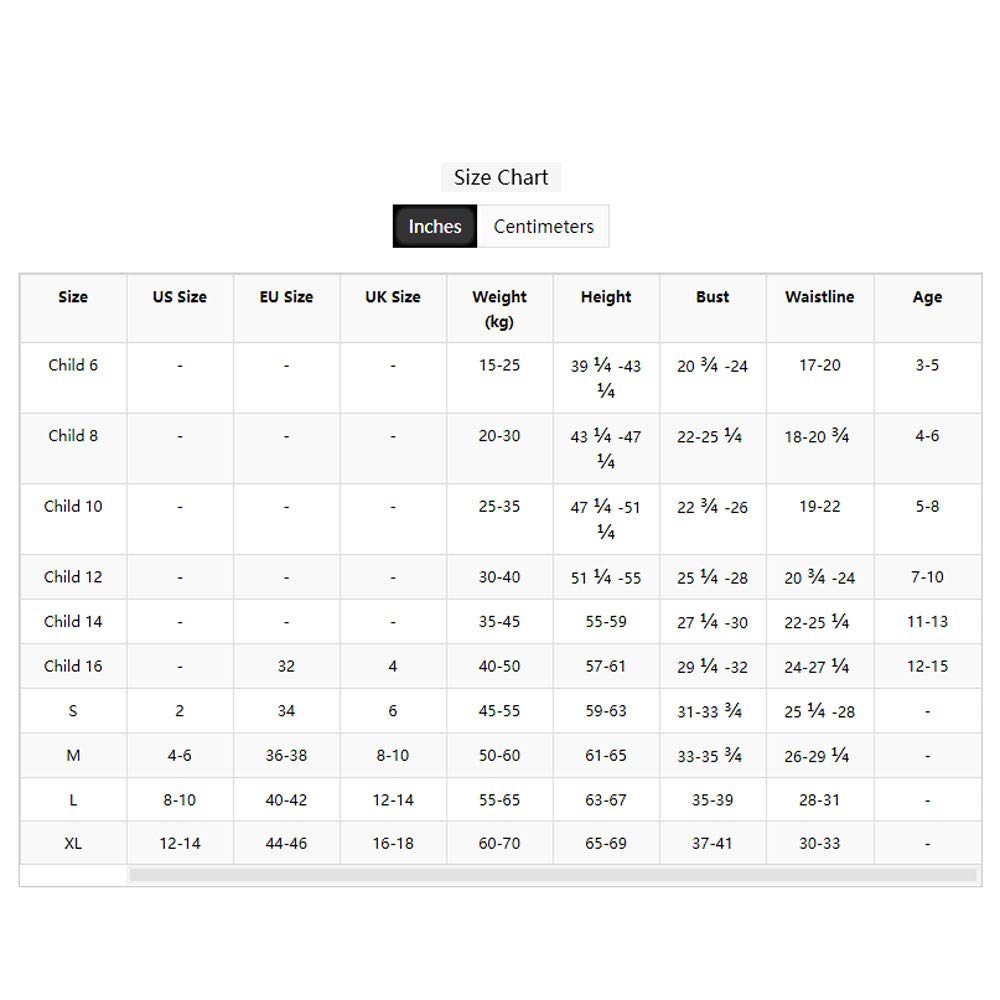 Size Chart
Inches Centimeters
Size US Size EU Size UK Size Weight (kg) Height Bust Waistline Age
Child 6 - - - 15-25 39 ¼ -43 ¼ 20 ¾ -24 17-20 3-5
Child 8 - - - 20-30 43 ¼ -47 ¼ 22-25 ¼ 18-20 ¾ 4-6
Child 10 - - - 25-35 47 ¼ -51 ¼ 22 ¾ -26 19-22 5-8
Child 12 - - - 30-40 51 ¼ -55 25 ¼ -28 20 ¾ -24 7-10
Child 14 - - - 35-45 55-59 27 ¼ -30 22-25 ¼ 11-13
Child 16 - 32 4 40-50 57-61 29 ¼ -32 24-27 ¼ 12-15
S 2 34 6 45-55 59-63 31-33 ¾ 25 ¼ -28 -
M 4-6 36-38 8-10 50-60 61-65 33-35 ¾ 26-29 ¼ -
L 8-10 40-42 12-14 55-65 63-67 35-39 28-31 -
XL 12-14 44-46 16-18 60-70 65-69 37-41 30-33 -